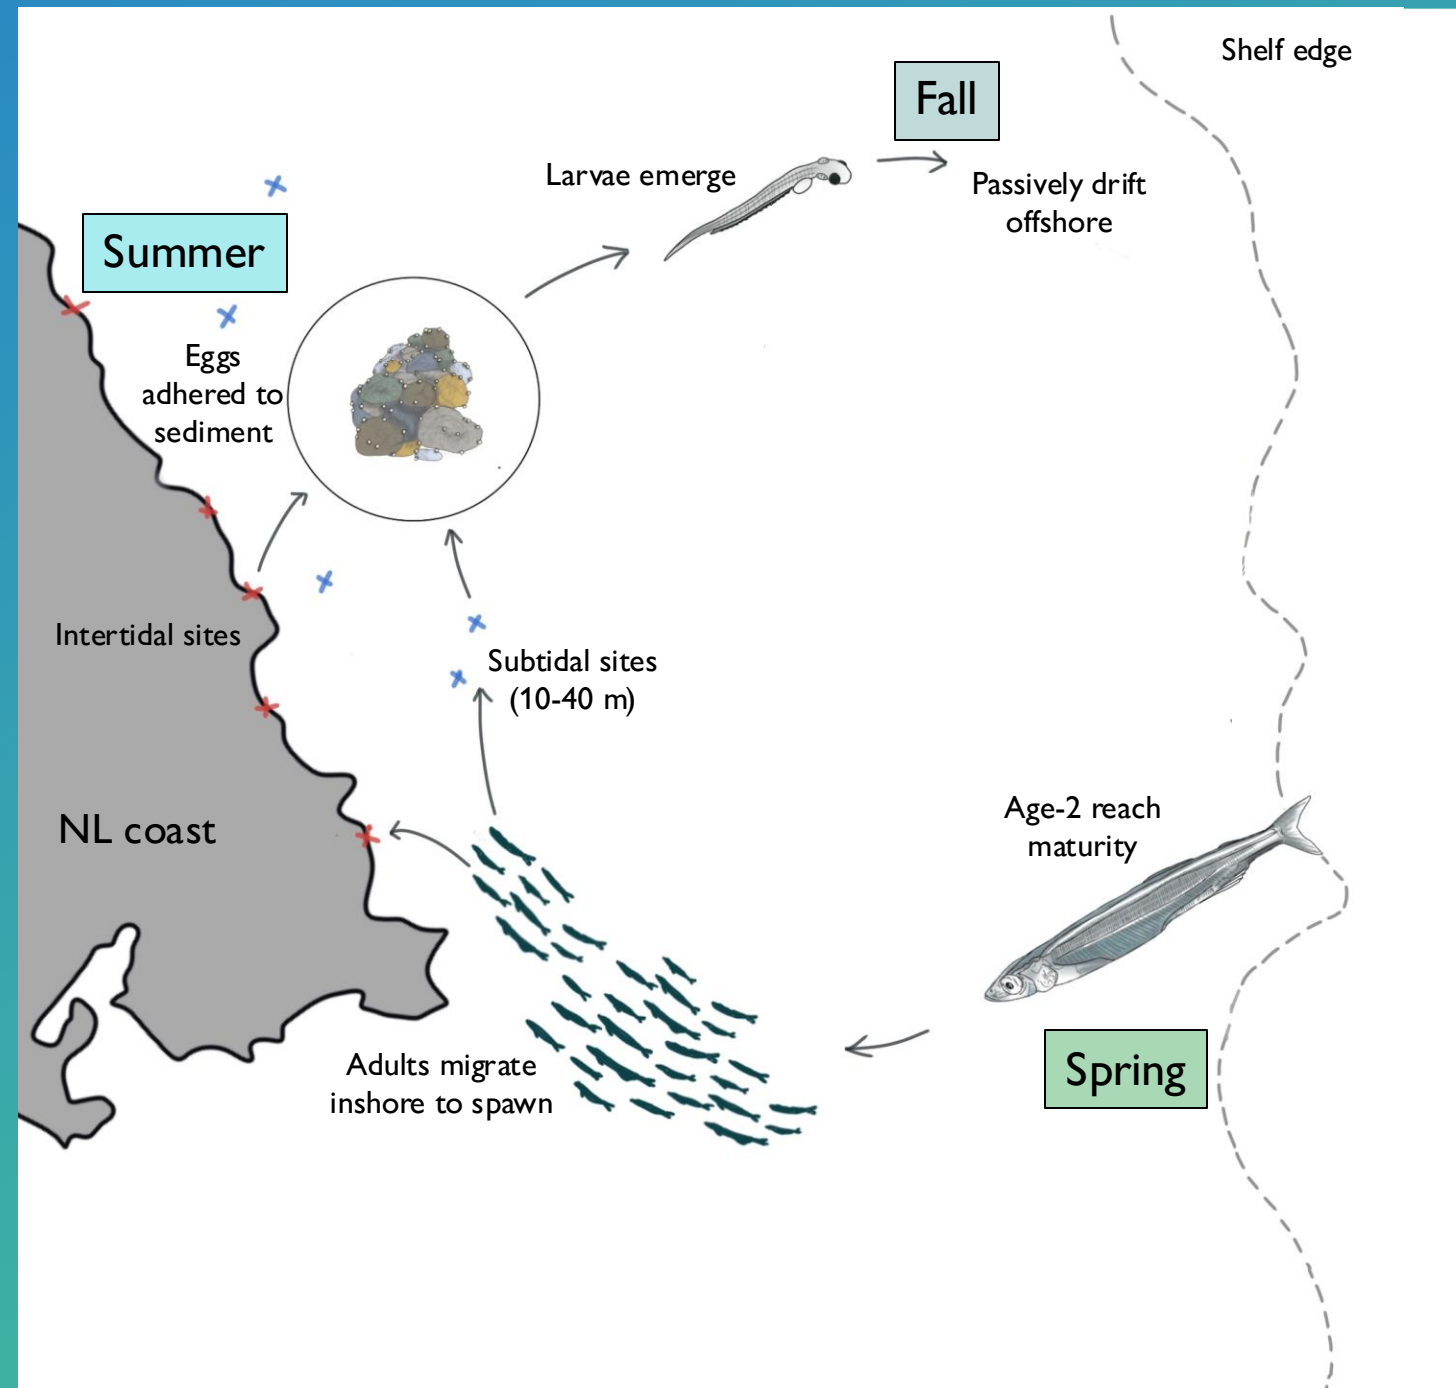 Shelf edge
Fall
Larvae emerge
Passively drift
offshore
Summer
Eggs
adhered to
sediment
Intertidal sites
Subtidal sites
(10-40 m)
NL coast
Age-2 reach
maturity
Spring
Adults migrate
inshore to spawn